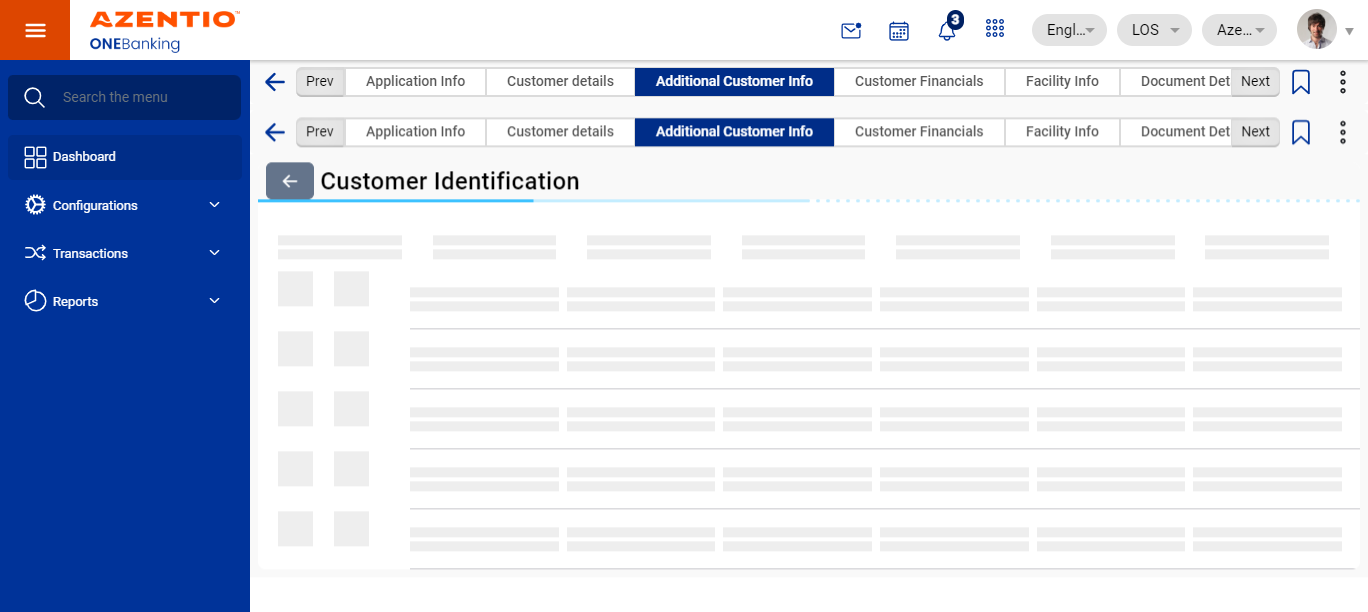 AZENTIO™
ONEBanking
3
Engl...
LOS
Aze...
Search the menu
Dashboard
Configurations
Transactions
Reports
Prev Application Info Customer details Additional Customer Info Customer Financials Facility Info Document Det Next
Prev Application Info Customer details Additional Customer Info Customer Financials Facility Info Document Det Next
Customer Identification